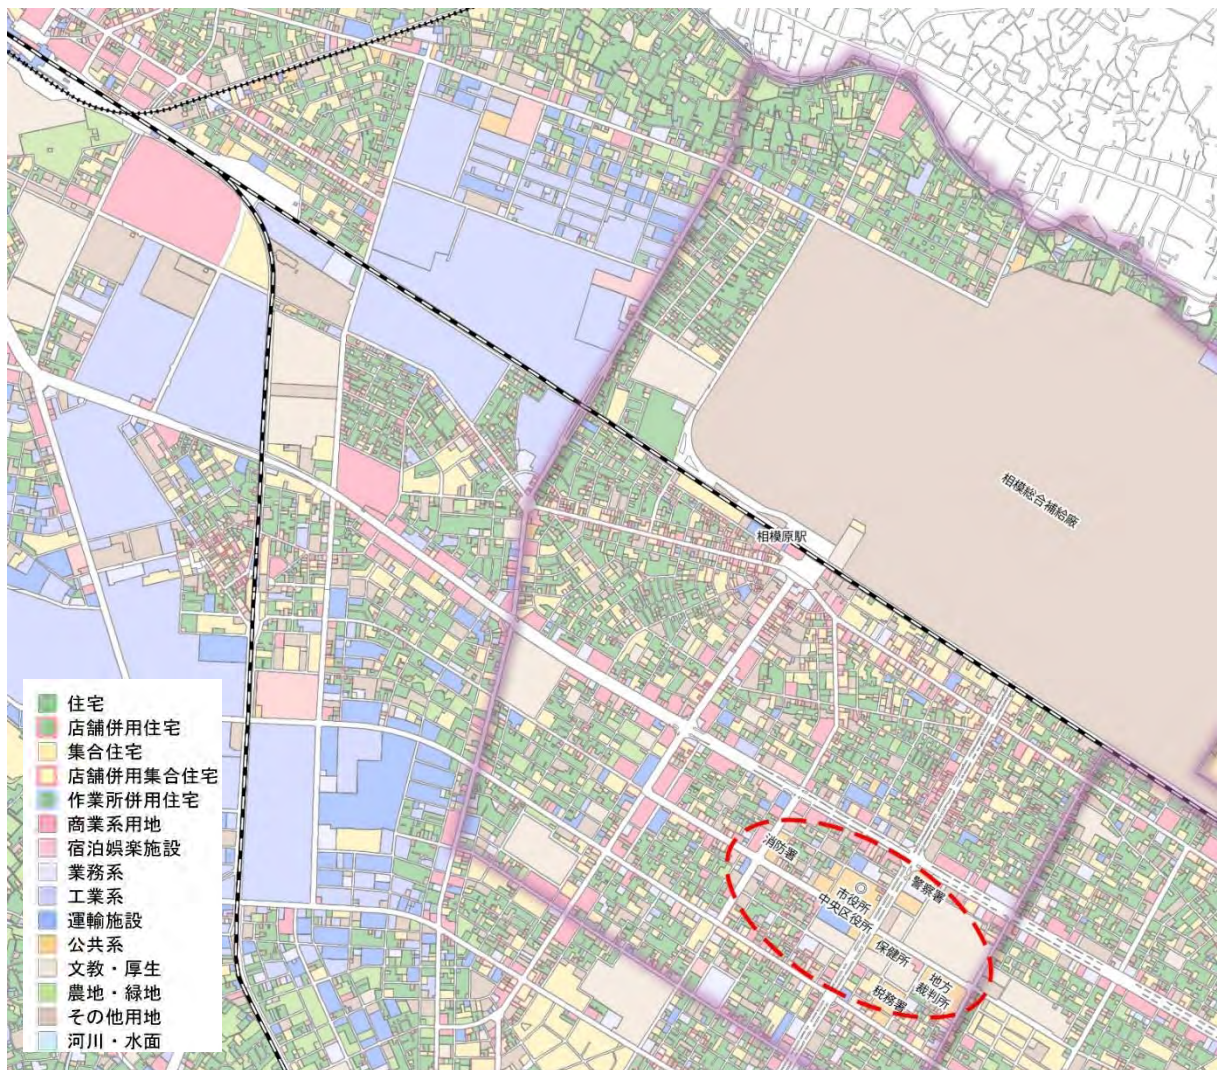 相模総合補給廠
相模原駅
消防署
市役所
中央区役所
警察署
保健所
地方
裁判所
税務署
住宅
店舗併用住宅
集合住宅
店舗併用集合住宅
作業所併用住宅
商業系用地
宿泊娯楽施設
業務系
工業系
運輸施設
公共系
文教・厚生
農地・緑地
その他用地
河川・水面